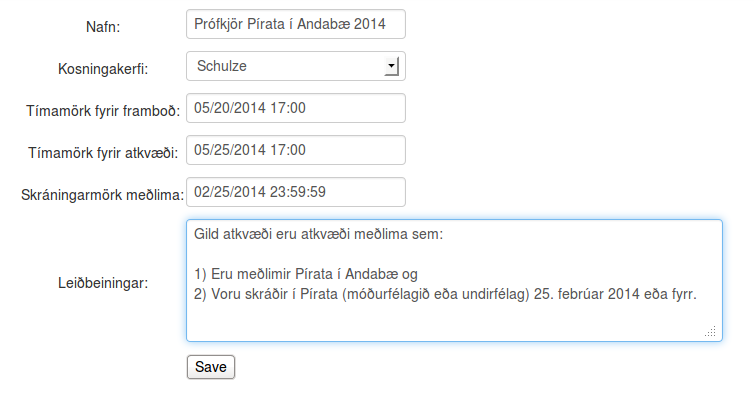 Nafn: Prófkjör Pírata í Andabæ 2014
Kosningakerfi: Schulze
Tímamörk fyrir framboð: 05/20/2014 17:00
Tímamörk fyrir atkvæði: 05/25/2014 17:00
Skráningarmörk meðlima: 02/25/2014 23:59:59
Leiðbeiningar:
Gild atkvæði eru atkvæði meðlima sem:
1) Eru meðlimir Pírata í Andabæ og
2) Voru skráðir í Pírata (móðurfélagið eða undirfélag) 25. febrúar 2014 eða fyrr.
Save